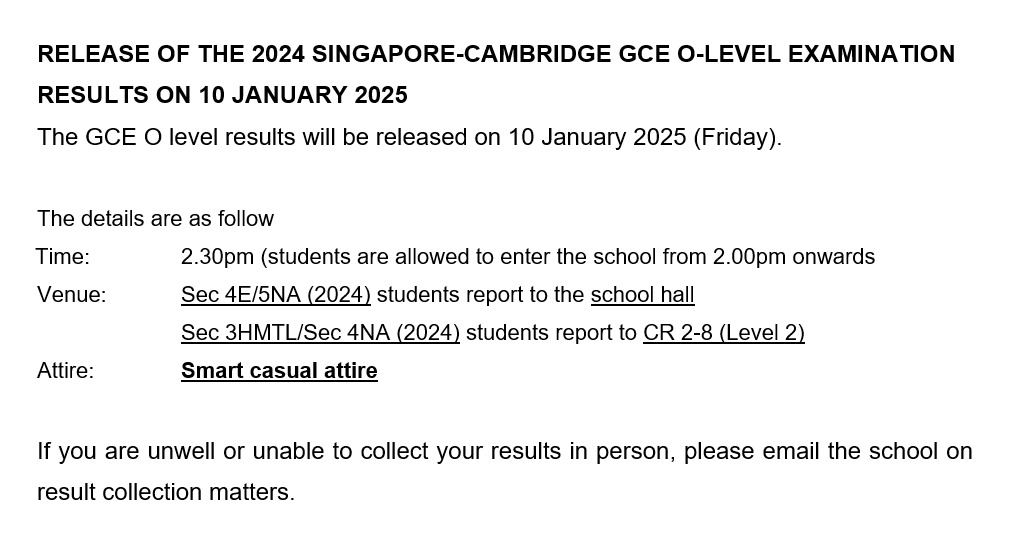 RELEASE OF THE 2024 SINGAPORE-CAMBRIDGE GCE O-LEVEL EXAMINATION
RESULTS ON 10 JANUARY 2025
The GCE O level results will be released on 10 January 2025 (Friday).
The details are as follow
Time: 2.30pm (students are allowed to enter the school from 2.00pm onwards
Venue: Sec 4E/5NA (2024) students report to the school hall
Sec 3HMTL/Sec 4NA (2024) students report to CR 2-8 (Level 2)
Attire: Smart casual attire
If you are unwell or unable to collect your results in person, please email the school on
result collection matters.